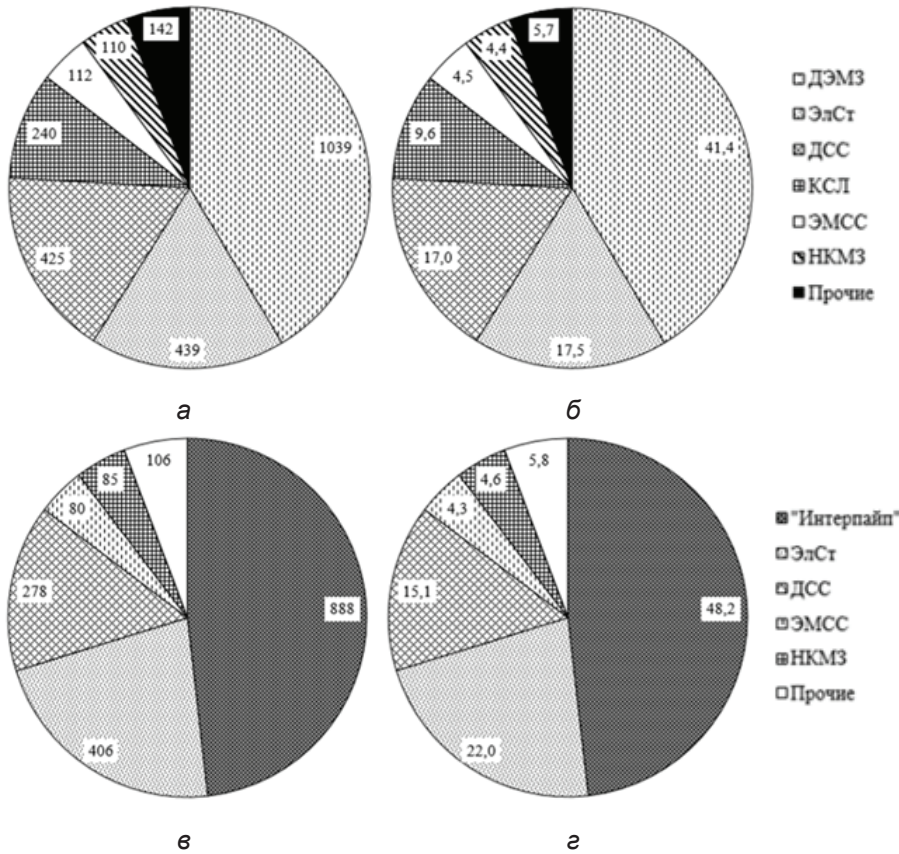 142
110
112
240
425
439
1039
а
5,7
4,4
4,5
9,6
17,0
17,5
41,4
б
ДЭМЗ
ЭлСт
ДСС
КСЛ
ЭМСС
НКМЗ
Прочие
106
85
80
278
406
888
в
5,8
4,6
4,3
15,1
22,0
48,2
г
"Интерпайп"
ЭлСт
ДСС
ЭМСС
НКМЗ
Прочие